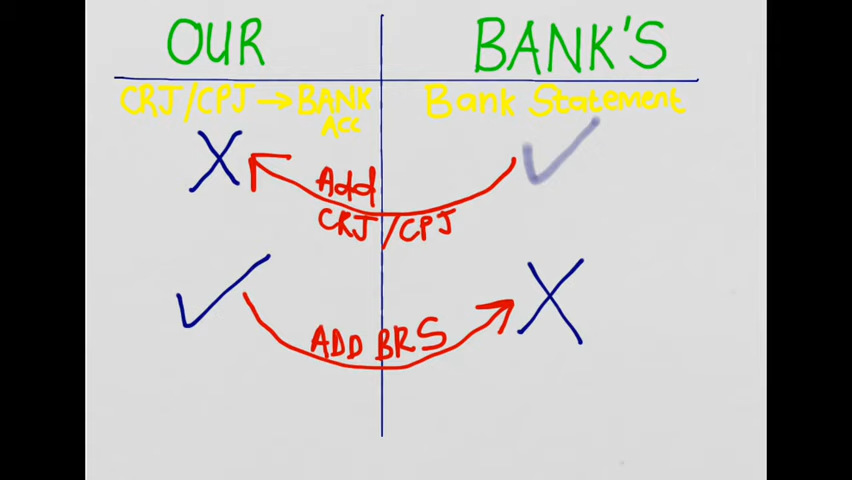 OUR BANK'S
CRJ/CPJ → BANK Bank Statement
Acc
Add
CRJ/CPJ
ADD BRS